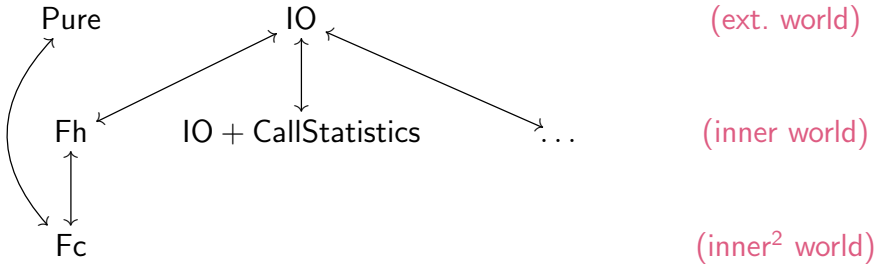 Pure IO (ext. world)
Fh IO + CallStatistics ... (inner world)
Fc (inner² world)